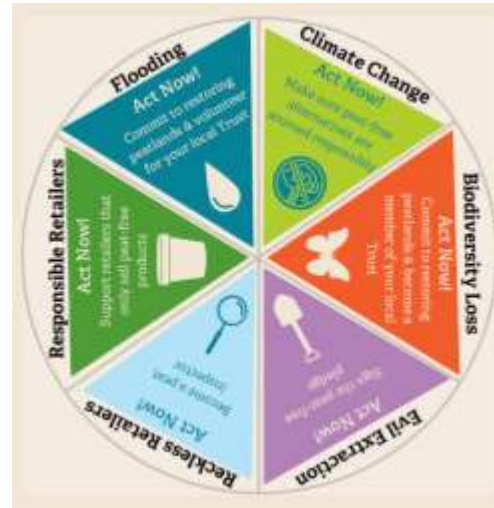 Climate Change
Act Now!
Make sure peat-free
alternatives are
sourced responsibly
Biodiversity Loss
Act Now!
Commit to restoring
peatlands & become a
member of your local
Trust
Evil Extraction
Act Now!
Sign the peat-free
pledge
Reckless Retailers
Act Now!
Become a peat
inspector
Responsible Retailers
Act Now!
Support retailers that
only sell peat-free
products
Flooding
Act Now!
Commit to restoring
peatlands & volunteer
for your local Trust